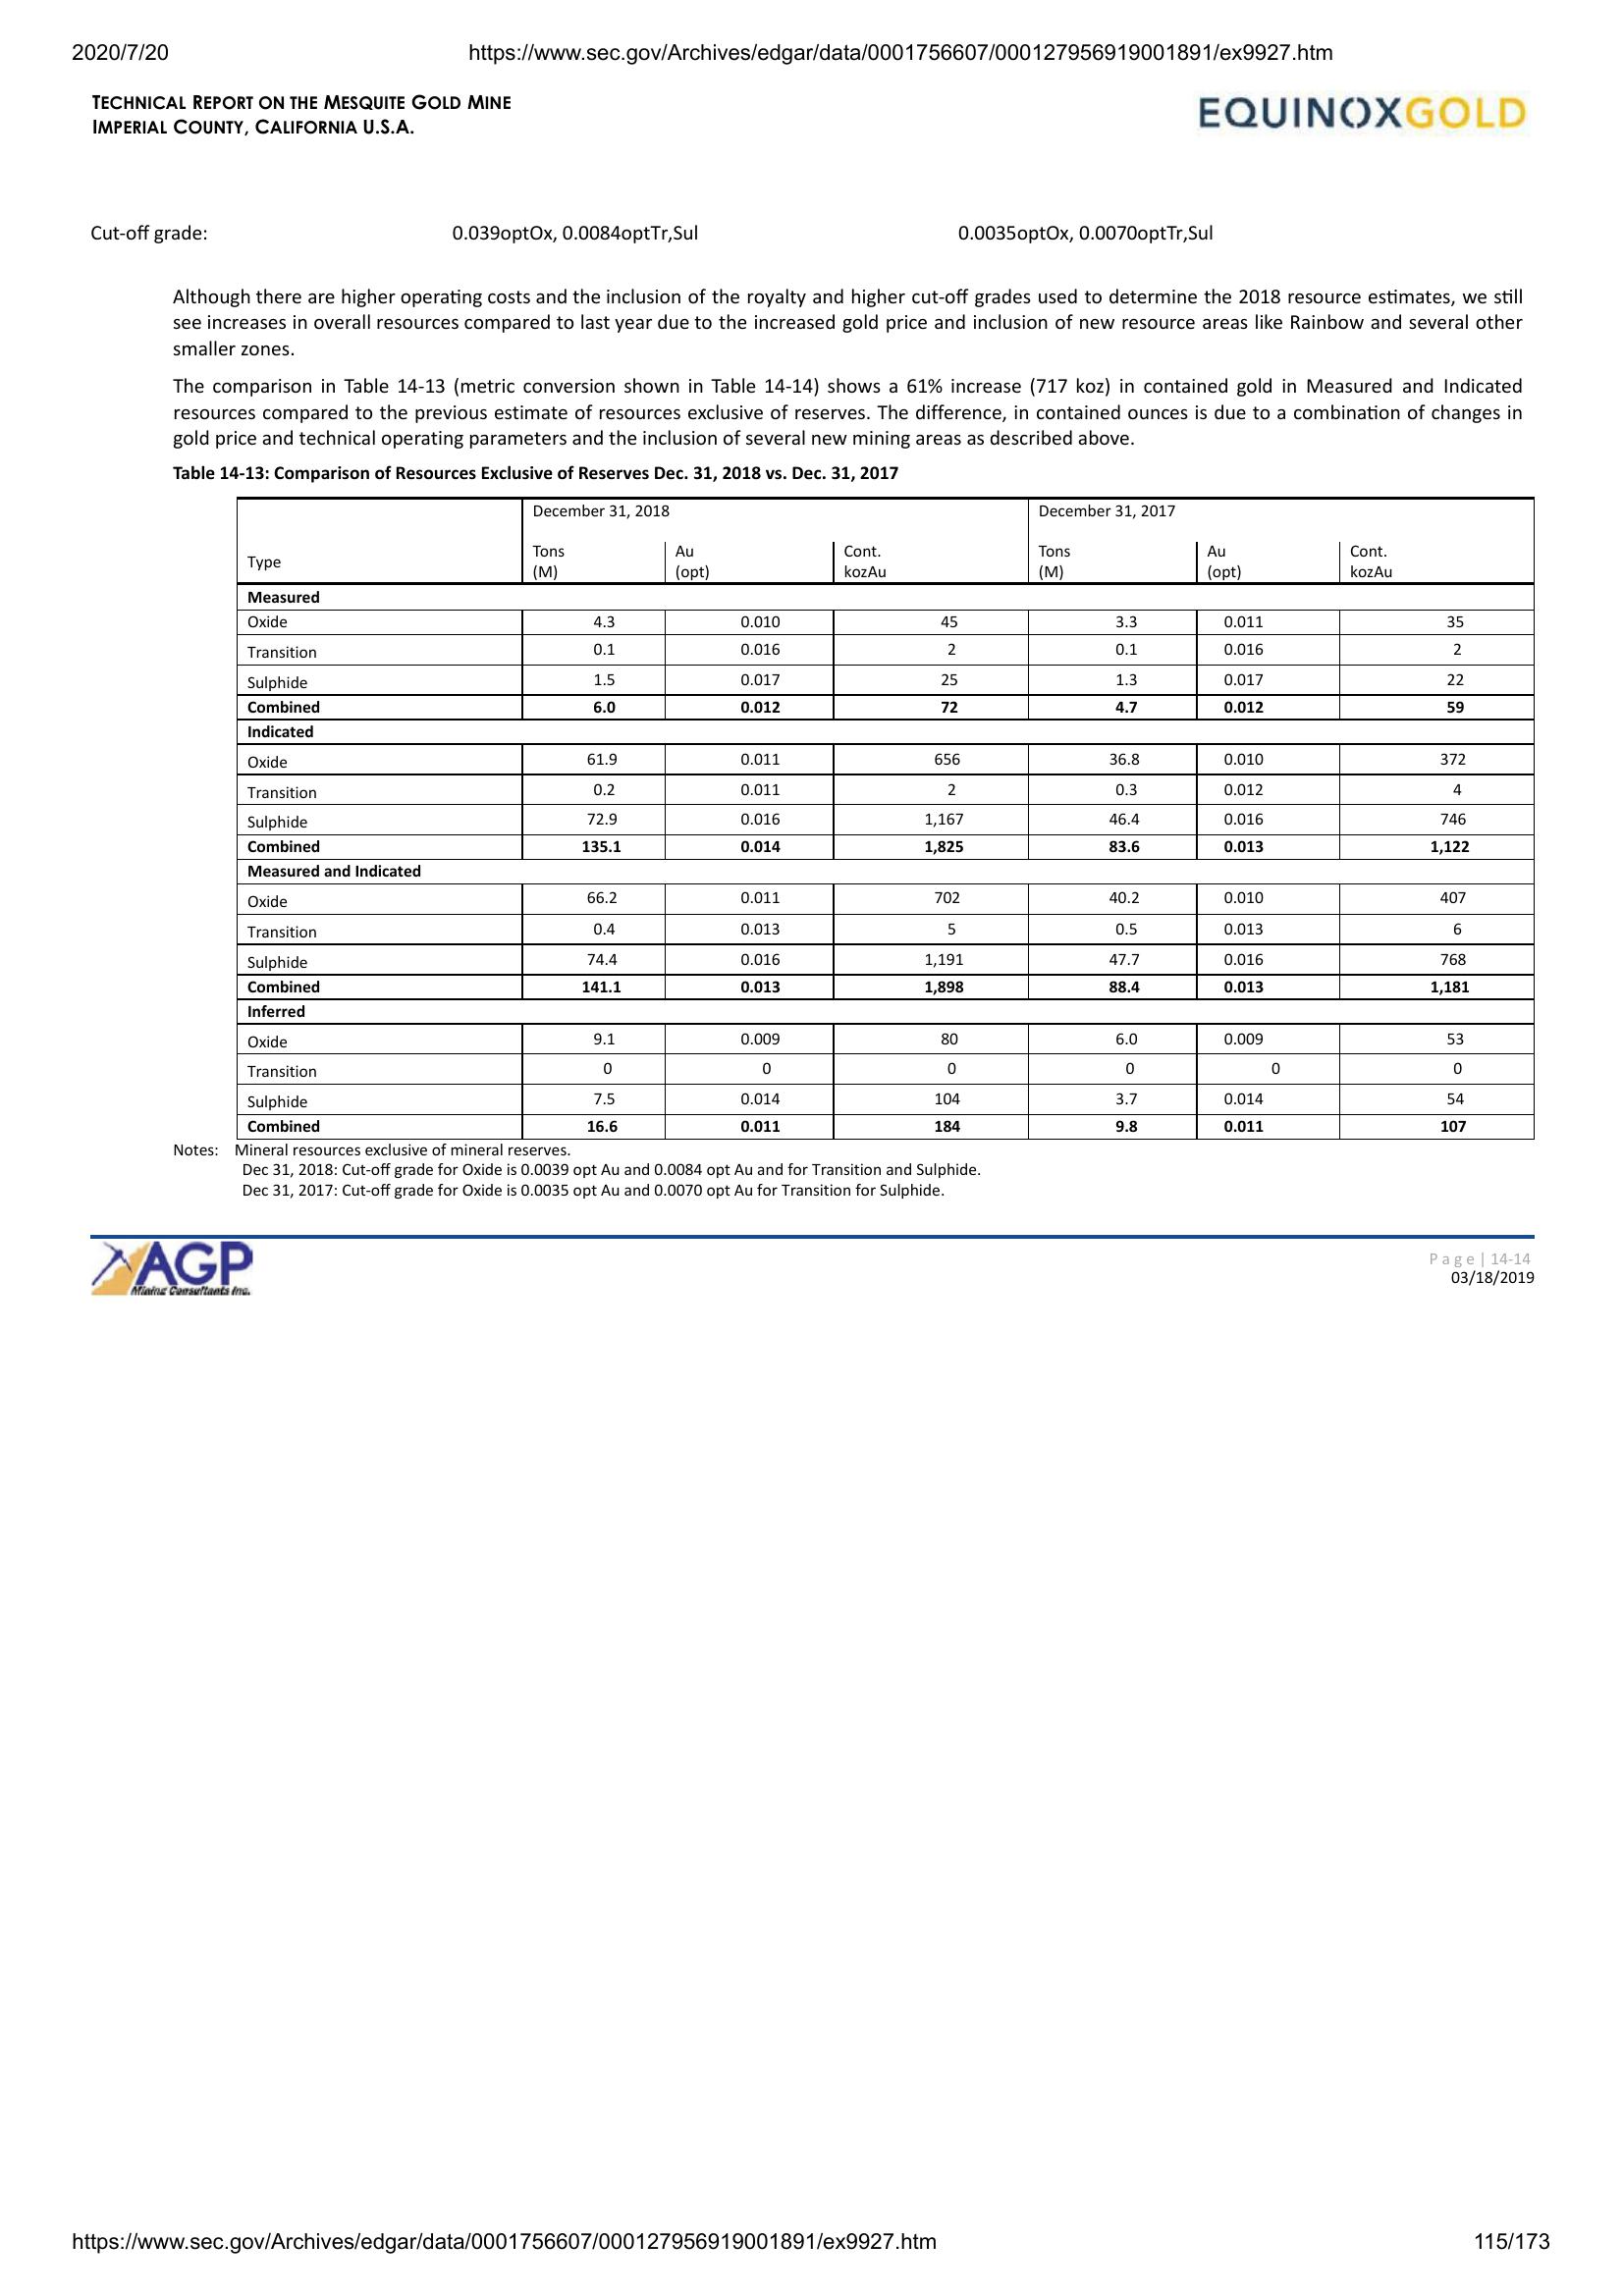 2020/7/20 https://www.sec.gov/Archives/edgar/data/0001756607/000127956919001891/ex9927.htm
TECHNICAL REPORT ON THE MESQUITE GOLD MINE
IMPERIAL COUNTY, CALIFORNIA U.S.A.
EQUINOXGOLD
Cut-off grade: 0.039optOx, 0.0084optTr,Sul 0.0035optOx, 0.0070optTr,Sul
Although there are higher operating costs and the inclusion of the royalty and higher cut-off grades used to determine the 2018 resource estimates, we still
see increases in overall resources compared to last year due to the increased gold price and inclusion of new resource areas like Rainbow and several other
smaller zones.
The comparison in Table 14-13 (metric conversion shown in Table 14-14) shows a 61% increase (717 koz) in contained gold in Measured and Indicated
resources compared to the previous estimate of resources exclusive of reserves. The difference, in contained ounces is due to a combination of changes in
gold price and technical operating parameters and the inclusion of several new mining areas as described above.
Table 14-13: Comparison of Resources Exclusive of Reserves Dec. 31, 2018 vs. Dec. 31, 2017
December 31, 2018 December 31, 2017
Type Tons (M) Au (opt) Cont. kozAu Tons (M) Au (opt) Cont. kozAu
Measured
Oxide 4.3 0.010 45 3.3 0.011 35
Transition 0.1 0.016 2 0.1 0.016 2
Sulphide 1.5 0.017 25 1.3 0.017 22
Combined 6.0 0.012 72 4.7 0.012 59
Indicated
Oxide 61.9 0.011 656 36.8 0.010 372
Transition 0.2 0.011 2 0.3 0.012 4
Sulphide 72.9 0.016 1,167 46.4 0.016 746
Combined 135.1 0.014 1,825 83.6 0.013 1,122
Measured and Indicated
Oxide 66.2 0.011 702 40.2 0.010 407
Transition 0.4 0.013 5 0.5 0.013 6
Sulphide 74.4 0.016 1,191 47.7 0.016 768
Combined 141.1 0.013 1,898 88.4 0.013 1,181
Inferred
Oxide 9.1 0.009 80 6.0 0.009 53
Transition 0 0 0 0 0 0
Sulphide 7.5 0.014 104 3.7 0.014 54
Combined 16.6 0.011 184 9.8 0.011 107
Notes: Mineral resources exclusive of mineral reserves.
Dec 31, 2018: Cut-off grade for Oxide is 0.0039 opt Au and 0.0084 opt Au and for Transition and Sulphide.
Dec 31, 2017: Cut-off grade for Oxide is 0.0035 opt Au and 0.0070 opt Au for Transition for Sulphide.
AGP
Mining Consultants Inc.
Page | 14-14
03/18/2019
https://www.sec.gov/Archives/edgar/data/0001756607/000127956919001891/ex9927.htm 115/173